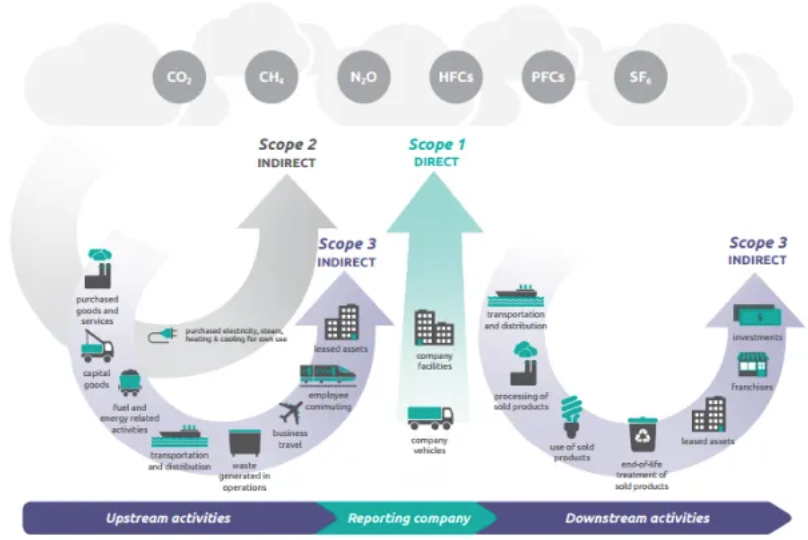 CO₂
CH₄
N₂O
HFCs
PFCs
SF₆
Scope 2
INDIRECT
Scope 1
DIRECT
Scope 3
INDIRECT
Scope 3
INDIRECT
purchased
goods and
services
capital
goods
fuel and
energy related
activities
transportation
and distribution
waste
generated in
operations
business
travel
employee
commuting
leased assets
purchased electricity, steam,
heating & cooling for own use
company
facilities
company
vehicles
transportation
and distribution
processing of
sold products
use of sold
products
end-of-life
treatment of
sold products
leased assets
franchises
$
investments
Upstream activities
Reporting company
Downstream activities